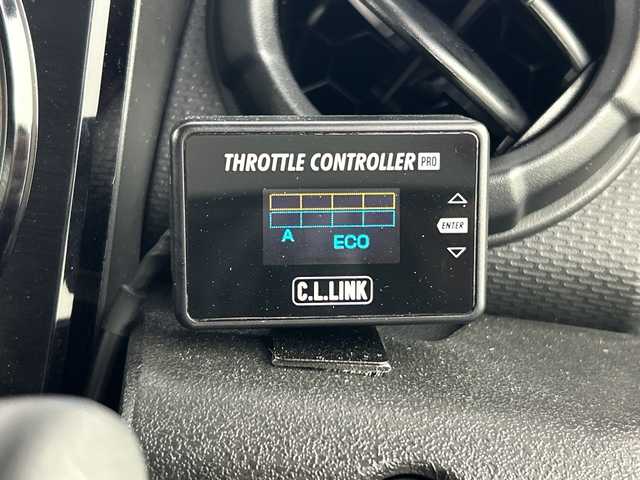 THROTTLE CONTROLLER PRO
A ECO
ENTER
C.L.LINK